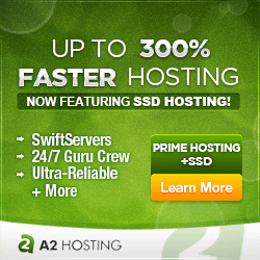 UP TO 300%
FASTER HOSTING
NOW FEATURING SSD HOSTING!
SwiftServers
24/7 Guru Crew
Ultra-Reliable
+ More
PRIME HOSTING
+SSD
Learn More
A2 HOSTING